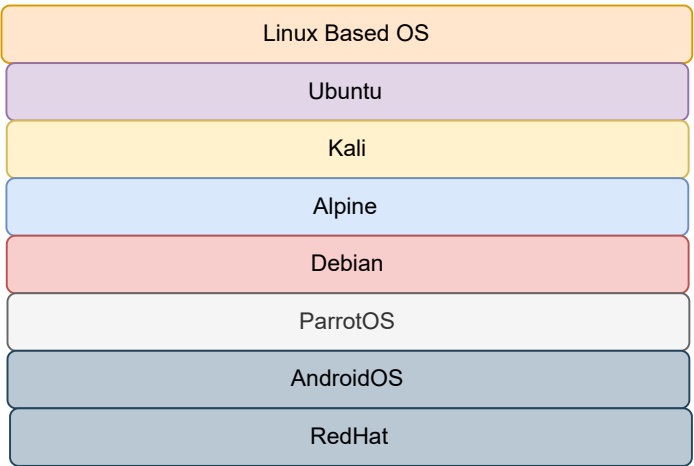 Linux Based OS
Ubuntu
Kali
Alpine
Debian
ParrotOS
AndroidOS
RedHat